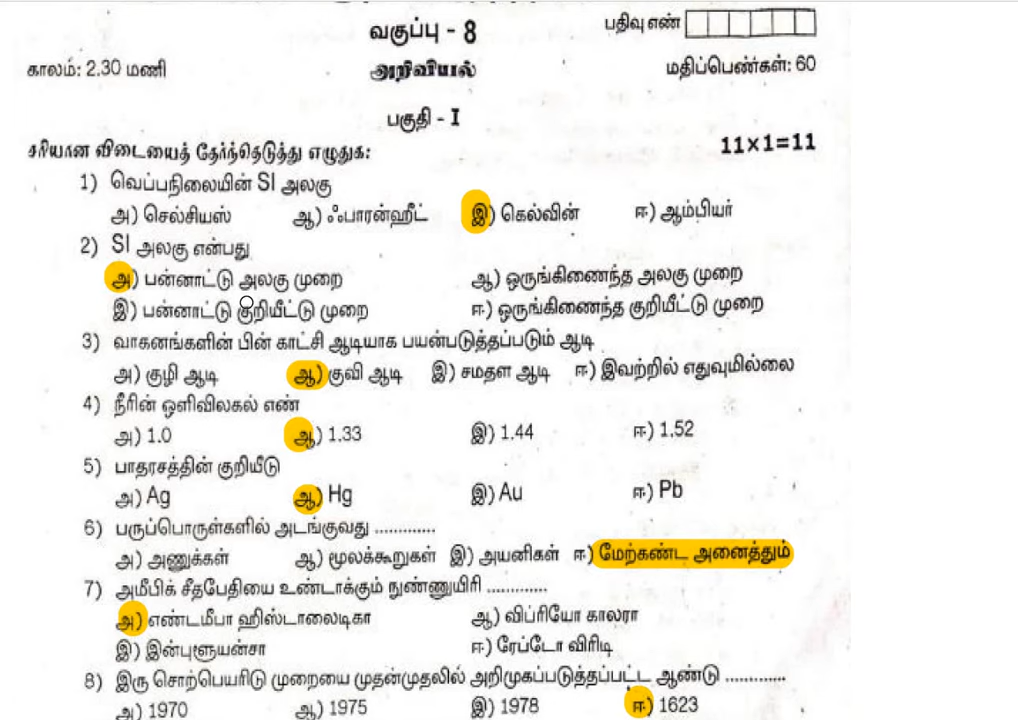 வகுப்பு - 8
பதிவு எண்
காலம்: 2.30 மணி அறிவியல் மதிப்பெண்கள்: 60
பகுதி - I
சரியான விடையைத் தேர்ந்தெடுத்து எழுதுக: 11×1=11
1) வெப்பநிலையின் SI அலகு
அ) செல்சியஸ் ஆ) ஃபாரன்ஹீட் இ) கெல்வின் ஈ) ஆம்பியர்
2) SI அலகு என்பது
அ) பன்னாட்டு அலகு முறை ஆ) ஒருங்கிணைந்த அலகு முறை
இ) பன்னாட்டு குறியீட்டு முறை ஈ) ஒருங்கிணைந்த குறியீட்டு முறை
3) வாகனங்களின் பின் காட்சி ஆடியாக பயன்படுத்தப்படும் ஆடி
அ) குழி ஆடி ஆ) குவி ஆடி இ) சமதள ஆடி ஈ) இவற்றில் எதுவுமில்லை
4) நீரின் ஒளிவிலகல் எண்
அ) 1.0 ஆ) 1.33 இ) 1.44 ஈ) 1.52
5) பாதரசத்தின் குறியீடு
அ) Ag ஆ) Hg இ) Au ஈ) Pb
6) பருப்பொருள்களில் அடங்குவது .............
அ) அணுக்கள் ஆ) மூலக்கூறுகள் இ) அயனிகள் ஈ) மேற்கண்ட அனைத்தும்
7) அமீபிக் சீதபேதியை உண்டாக்கும் நுண்ணுயிரி .............
அ) எண்டமீபா ஹிஸ்டாலைடிகா ஆ) விப்ரியோ காலரா
இ) இன்புளூயன்சா ஈ) ரேப்டோ விரிடி
8) இரு சொற்பெயரிடு முறையை முதன்முதலில் அறிமுகப்படுத்தப்பட்ட ஆண்டு .............
அ) 1970 ஆ) 1975 இ) 1978 ஈ) 1623